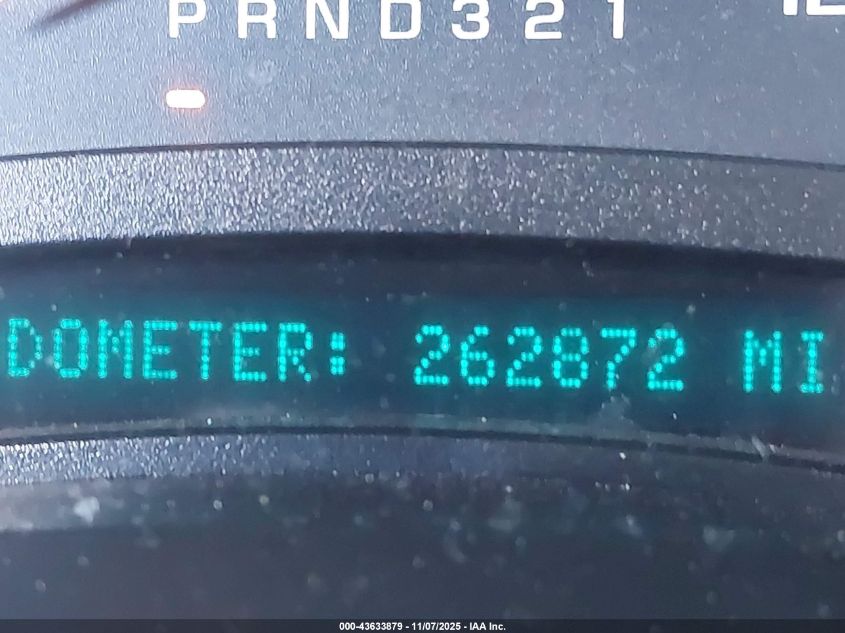 PRND321
DOMETER: 262872 MI
000-43633879 - 11/07/2025 - IAA Inc.